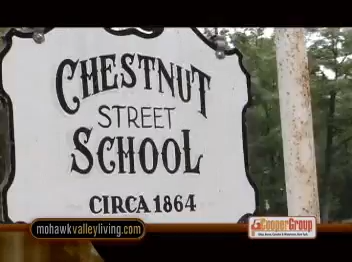 CHESTNUT
STREET
SCHOOL
CIRCA 1864
mohawkvalleyliving.com
CooperGroup